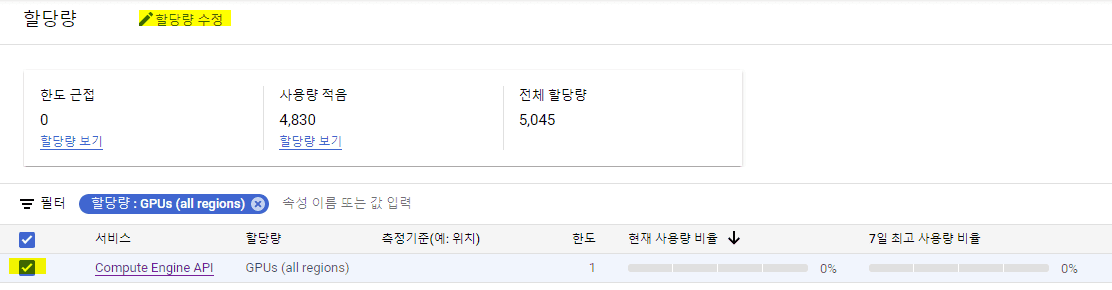 할당량 할당량 수정
한도 근접 사용량 적음 전체 할당량
0 4,830 5,045
할당량 보기 할당량 보기
필터 할당량 : GPUs (all regions) 속성 이름 또는 값 입력
서비스 할당량 측정기준(예: 위치) 한도 현재 사용량 비율 7일 최고 사용량 비율
Compute Engine API GPUs (all regions) 1 0% 0%